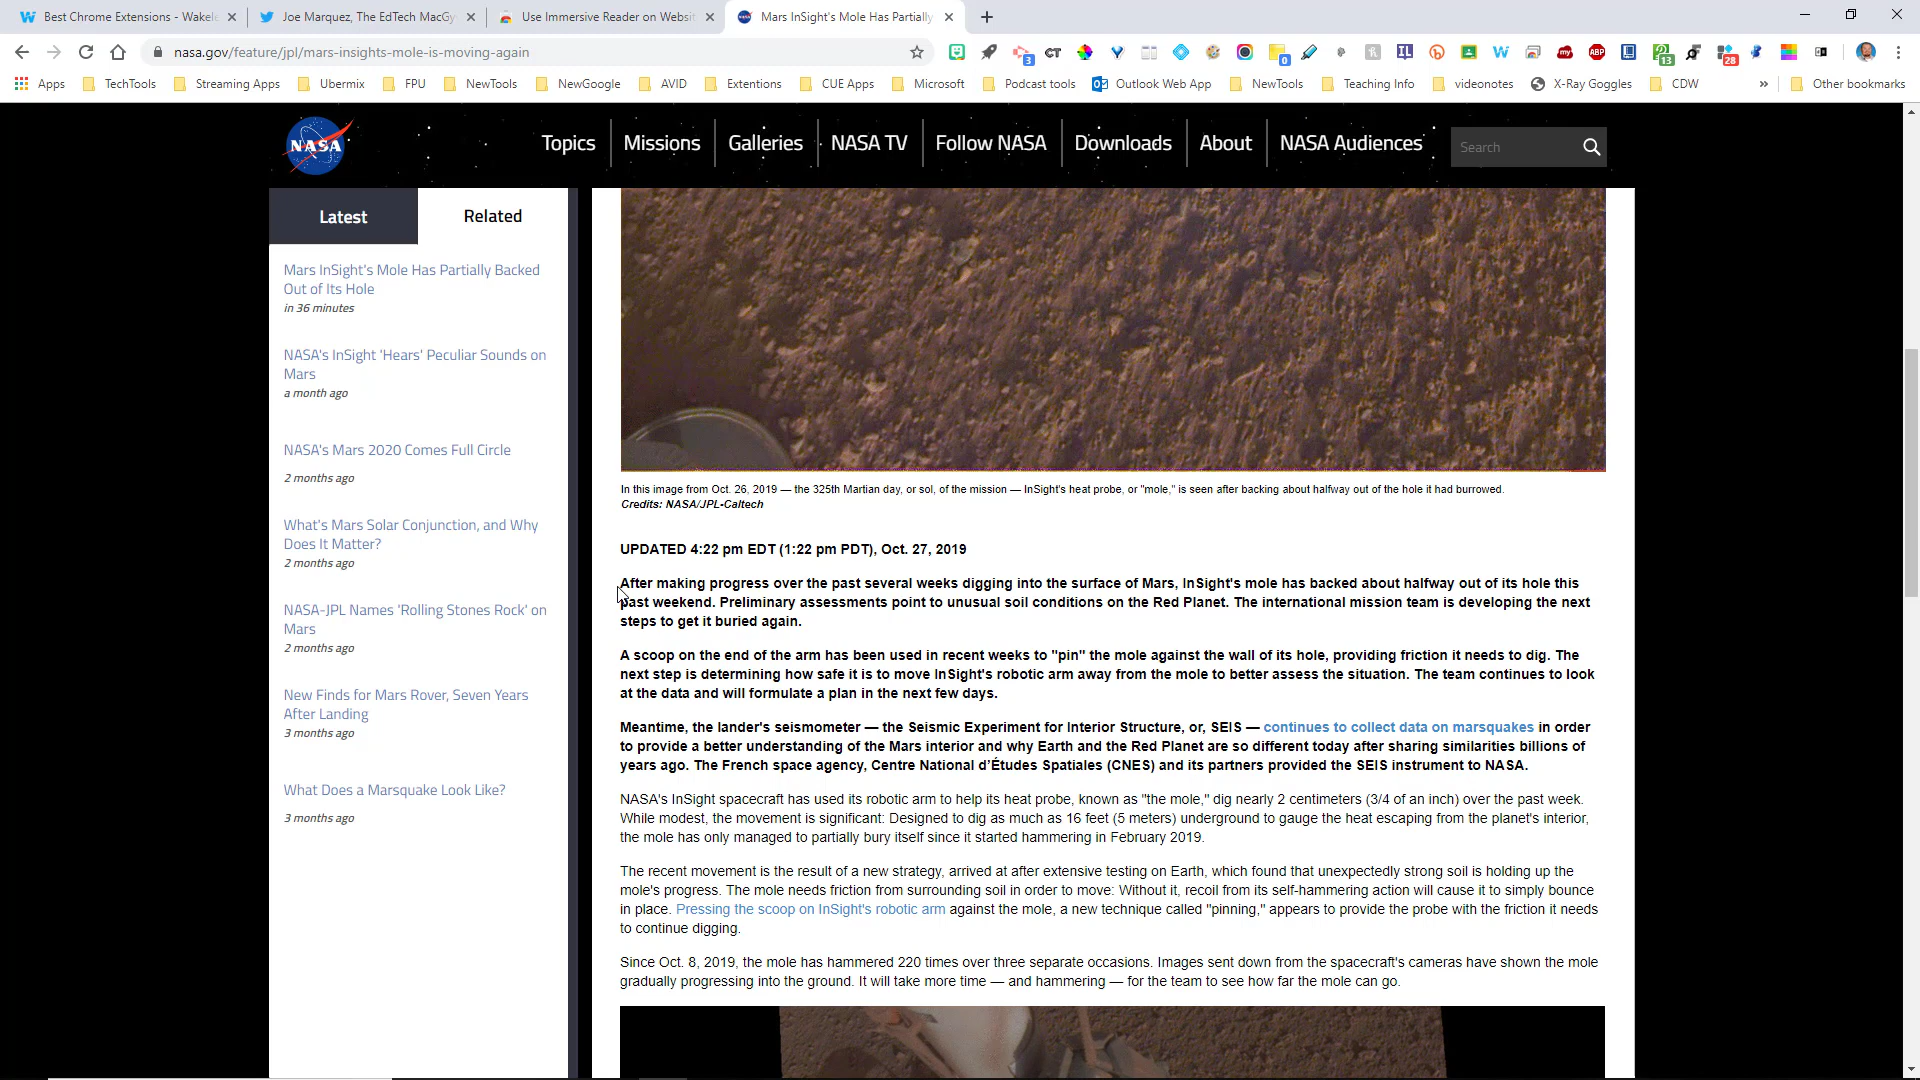 Best Chrome Extensions - Wakele
Joe Marquez, The EdTech MacGy
Use Immersive Reader on Websit
Mars InSight's Mole Has Partially
nasa.gov/feature/jpl/mars-insights-mole-is-moving-again
Apps
TechTools
Streaming Apps
Ubermix
FPU
NewTools
NewGoogle
AVID
Extentions
CUE Apps
Microsoft
Podcast tools
Outlook Web App
NewTools
Teaching Info
videonotes
X-Ray Goggles
CDW
»
Other bookmarks
NASA
Topics
Missions
Galleries
NASA TV
Follow NASA
Downloads
About
NASA Audiences
Search
Latest
Related
Mars InSight's Mole Has Partially Backed
Out of Its Hole
in 36 minutes
NASA's InSight 'Hears' Peculiar Sounds on
Mars
a month ago
NASA's Mars 2020 Comes Full Circle
2 months ago
What's Mars Solar Conjunction, and Why
Does It Matter?
2 months ago
NASA-JPL Names 'Rolling Stones Rock' on
Mars
2 months ago
New Finds for Mars Rover, Seven Years
After Landing
3 months ago
What Does a Marsquake Look Like?
3 months ago
In this image from Oct. 26, 2019 — the 325th Martian day, or sol, of the mission — InSight's heat probe, or "mole," is seen after backing about halfway out of the hole it had burrowed.
Credits: NASA/JPL-Caltech
UPDATED 4:22 pm EDT (1:22 pm PDT), Oct. 27, 2019
After making progress over the past several weeks digging into the surface of Mars, InSight's mole has backed about halfway out of its hole this
past weekend. Preliminary assessments point to unusual soil conditions on the Red Planet. The international mission team is developing the next
steps to get it buried again.
A scoop on the end of the arm has been used in recent weeks to "pin" the mole against the wall of its hole, providing friction it needs to dig. The
next step is determining how safe it is to move InSight's robotic arm away from the mole to better assess the situation. The team continues to look
at the data and will formulate a plan in the next few days.
Meantime, the lander's seismometer — the Seismic Experiment for Interior Structure, or, SEIS — continues to collect data on marsquakes in order
to provide a better understanding of the Mars interior and why Earth and the Red Planet are so different today after sharing similarities billions of
years ago. The French space agency, Centre National d'Études Spatiales (CNES) and its partners provided the SEIS instrument to NASA.
NASA's InSight spacecraft has used its robotic arm to help its heat probe, known as "the mole," dig nearly 2 centimeters (3/4 of an inch) over the past week.
While modest, the movement is significant: Designed to dig as much as 16 feet (5 meters) underground to gauge the heat escaping from the planet's interior,
the mole has only managed to partially bury itself since it started hammering in February 2019.
The recent movement is the result of a new strategy, arrived at after extensive testing on Earth, which found that unexpectedly strong soil is holding up the
mole's progress. The mole needs friction from surrounding soil in order to move: Without it, recoil from its self-hammering action will cause it to simply bounce
in place. Pressing the scoop on InSight's robotic arm against the mole, a new technique called "pinning," appears to provide the probe with the friction it needs
to continue digging.
Since Oct. 8, 2019, the mole has hammered 220 times over three separate occasions. Images sent down from the spacecraft's cameras have shown the mole
gradually progressing into the ground. It will take more time — and hammering — for the team to see how far the mole can go.